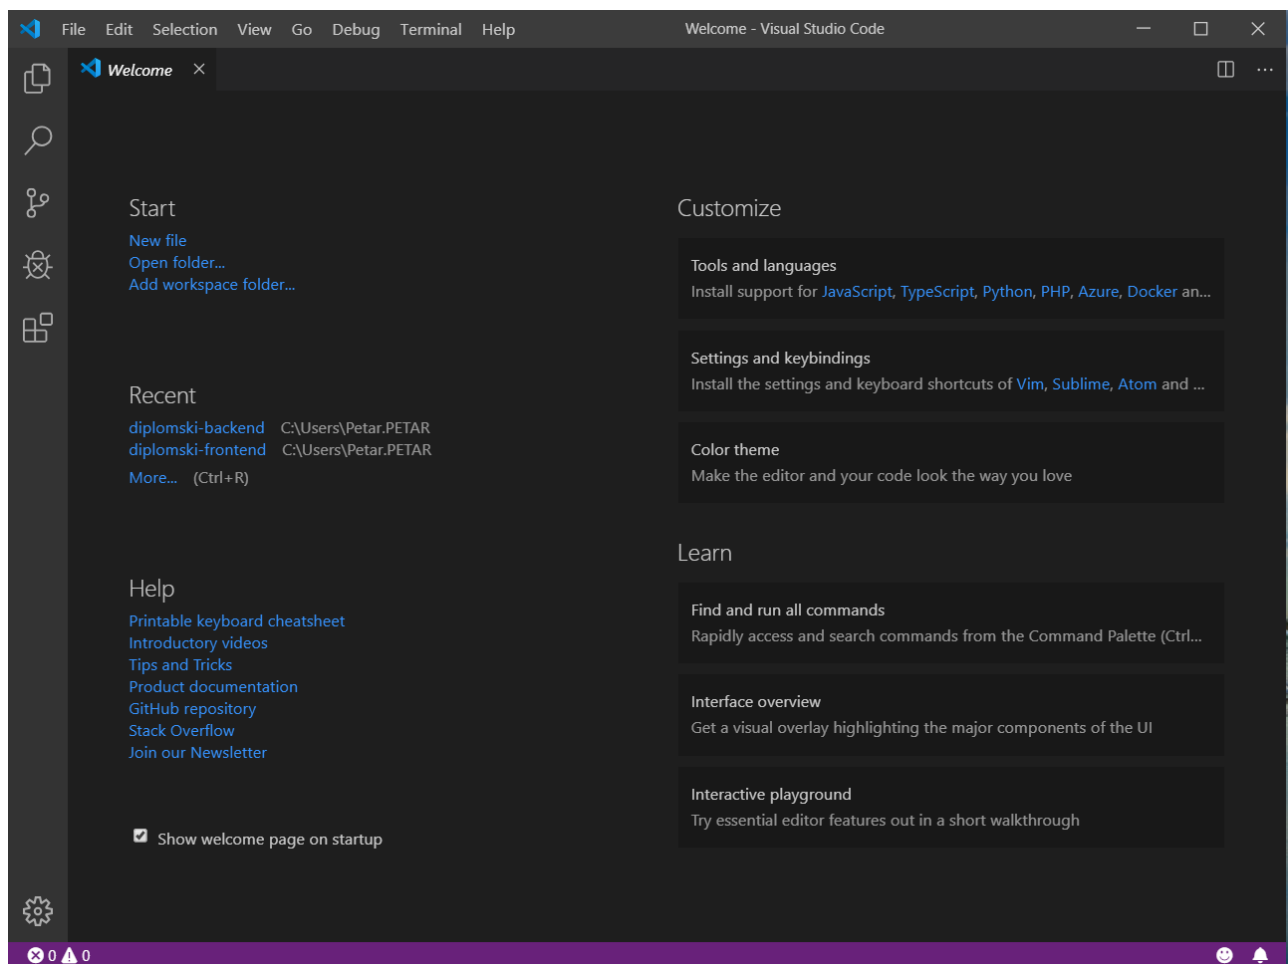 File Edit Selection View Go Debug Terminal Help Welcome - Visual Studio Code
Welcome
Start
New file
Open folder...
Add workspace folder...
Recent
diplomski-backend C:\Users\Petar.PETAR
diplomski-frontend C:\Users\Petar.PETAR
More... (Ctrl+R)
Help
Printable keyboard cheatsheet
Introductory videos
Tips and Tricks
Product documentation
GitHub repository
Stack Overflow
Join our Newsletter
Show welcome page on startup
Customize
Tools and languages
Install support for JavaScript, TypeScript, Python, PHP, Azure, Docker an...
Settings and keybindings
Install the settings and keyboard shortcuts of Vim, Sublime, Atom and ...
Color theme
Make the editor and your code look the way you love
Learn
Find and run all commands
Rapidly access and search commands from the Command Palette (Ctrl...
Interface overview
Get a visual overlay highlighting the major components of the UI
Interactive playground
Try essential editor features out in a short walkthrough
0 0